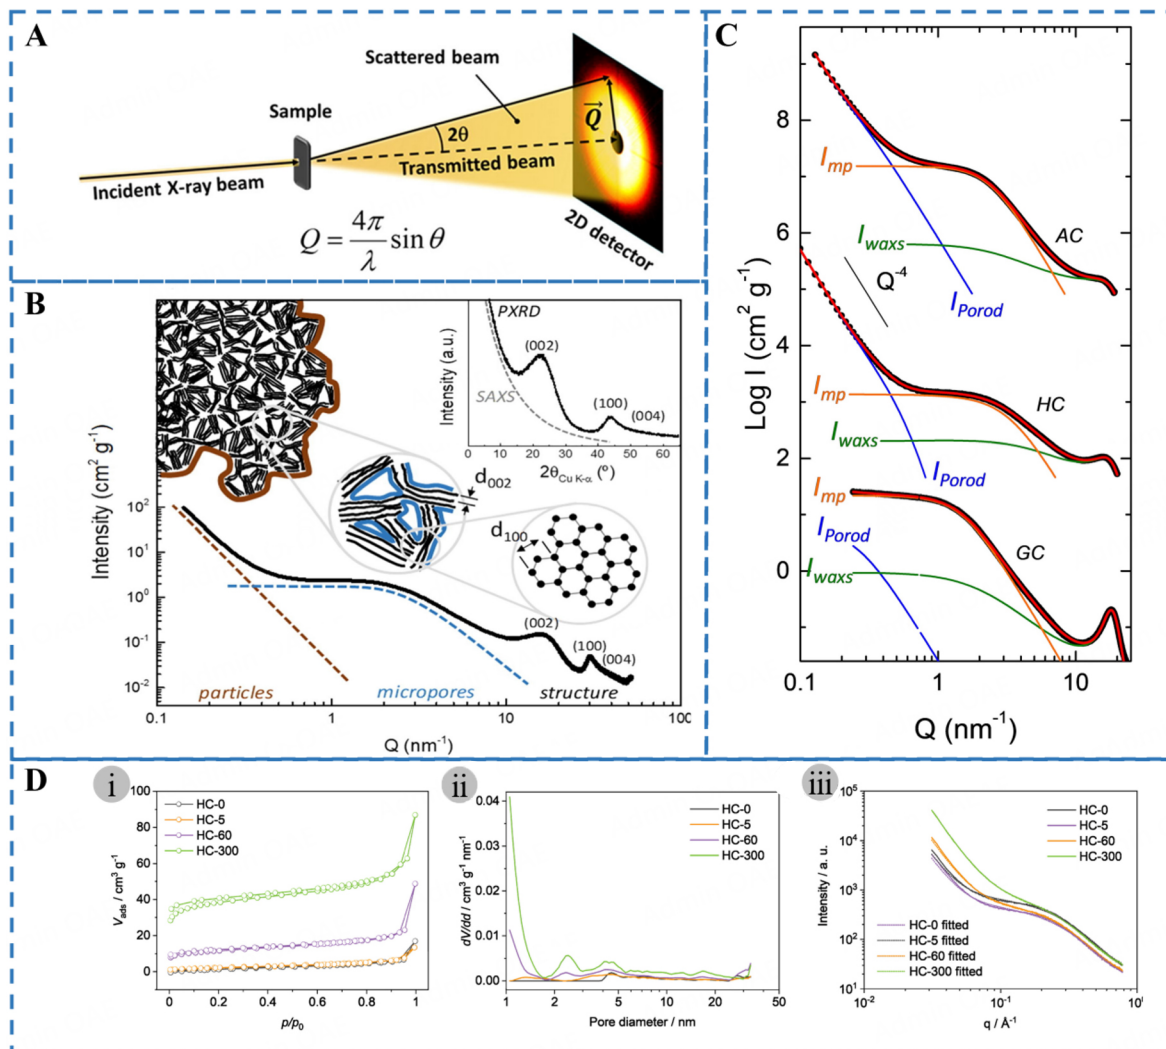 A
Scattered beam
Sample
2θ
Q
Transmitted beam
Incident X-ray beam
2D detector
Q = 4π/λ sin θ
B
Intensity (cm² g⁻¹)
10²
10¹
10⁰
10⁻¹
10⁻²
0.1
1
10
100
Q (nm⁻¹)
particles
micropores
structure
(002)
(100)
(004)
d₀₀₂
d₁₀₀
PXRD
SAXS
(002)
(100)
(004)
Intensity (a.u.)
0 10 20 30 40 50 60
2θCu K-α (º)
C
Log I (cm² g⁻¹)
8
6
4
2
0
0.1
1
10
Q (nm⁻¹)
Imp
Iwaxs
AC
Q⁻⁴
IPorod
Imp
HC
Iwaxs
IPorod
Imp
IPorod
GC
Iwaxs
D
i
HC-0
HC-5
HC-60
HC-300
Vads / cm³ g⁻¹
100
80
60
40
20
0
0.0 0.2 0.4 0.6 0.8 1.0
p/p₀
ii
HC-0
HC-5
HC-60
HC-300
dV/dd / cm³ g⁻¹ nm⁻¹
0.04
0.03
0.02
0.01
0.00
1 2 5 10 20 50
Pore diameter / nm
iii
HC-0
HC-5
HC-60
HC-300
HC-0 fitted
HC-5 fitted
HC-60 fitted
HC-300 fitted
Intensity / a.u.
10⁵
10⁴
10³
10²
10¹
10⁻²
10⁻¹
10⁰
q / Å⁻¹